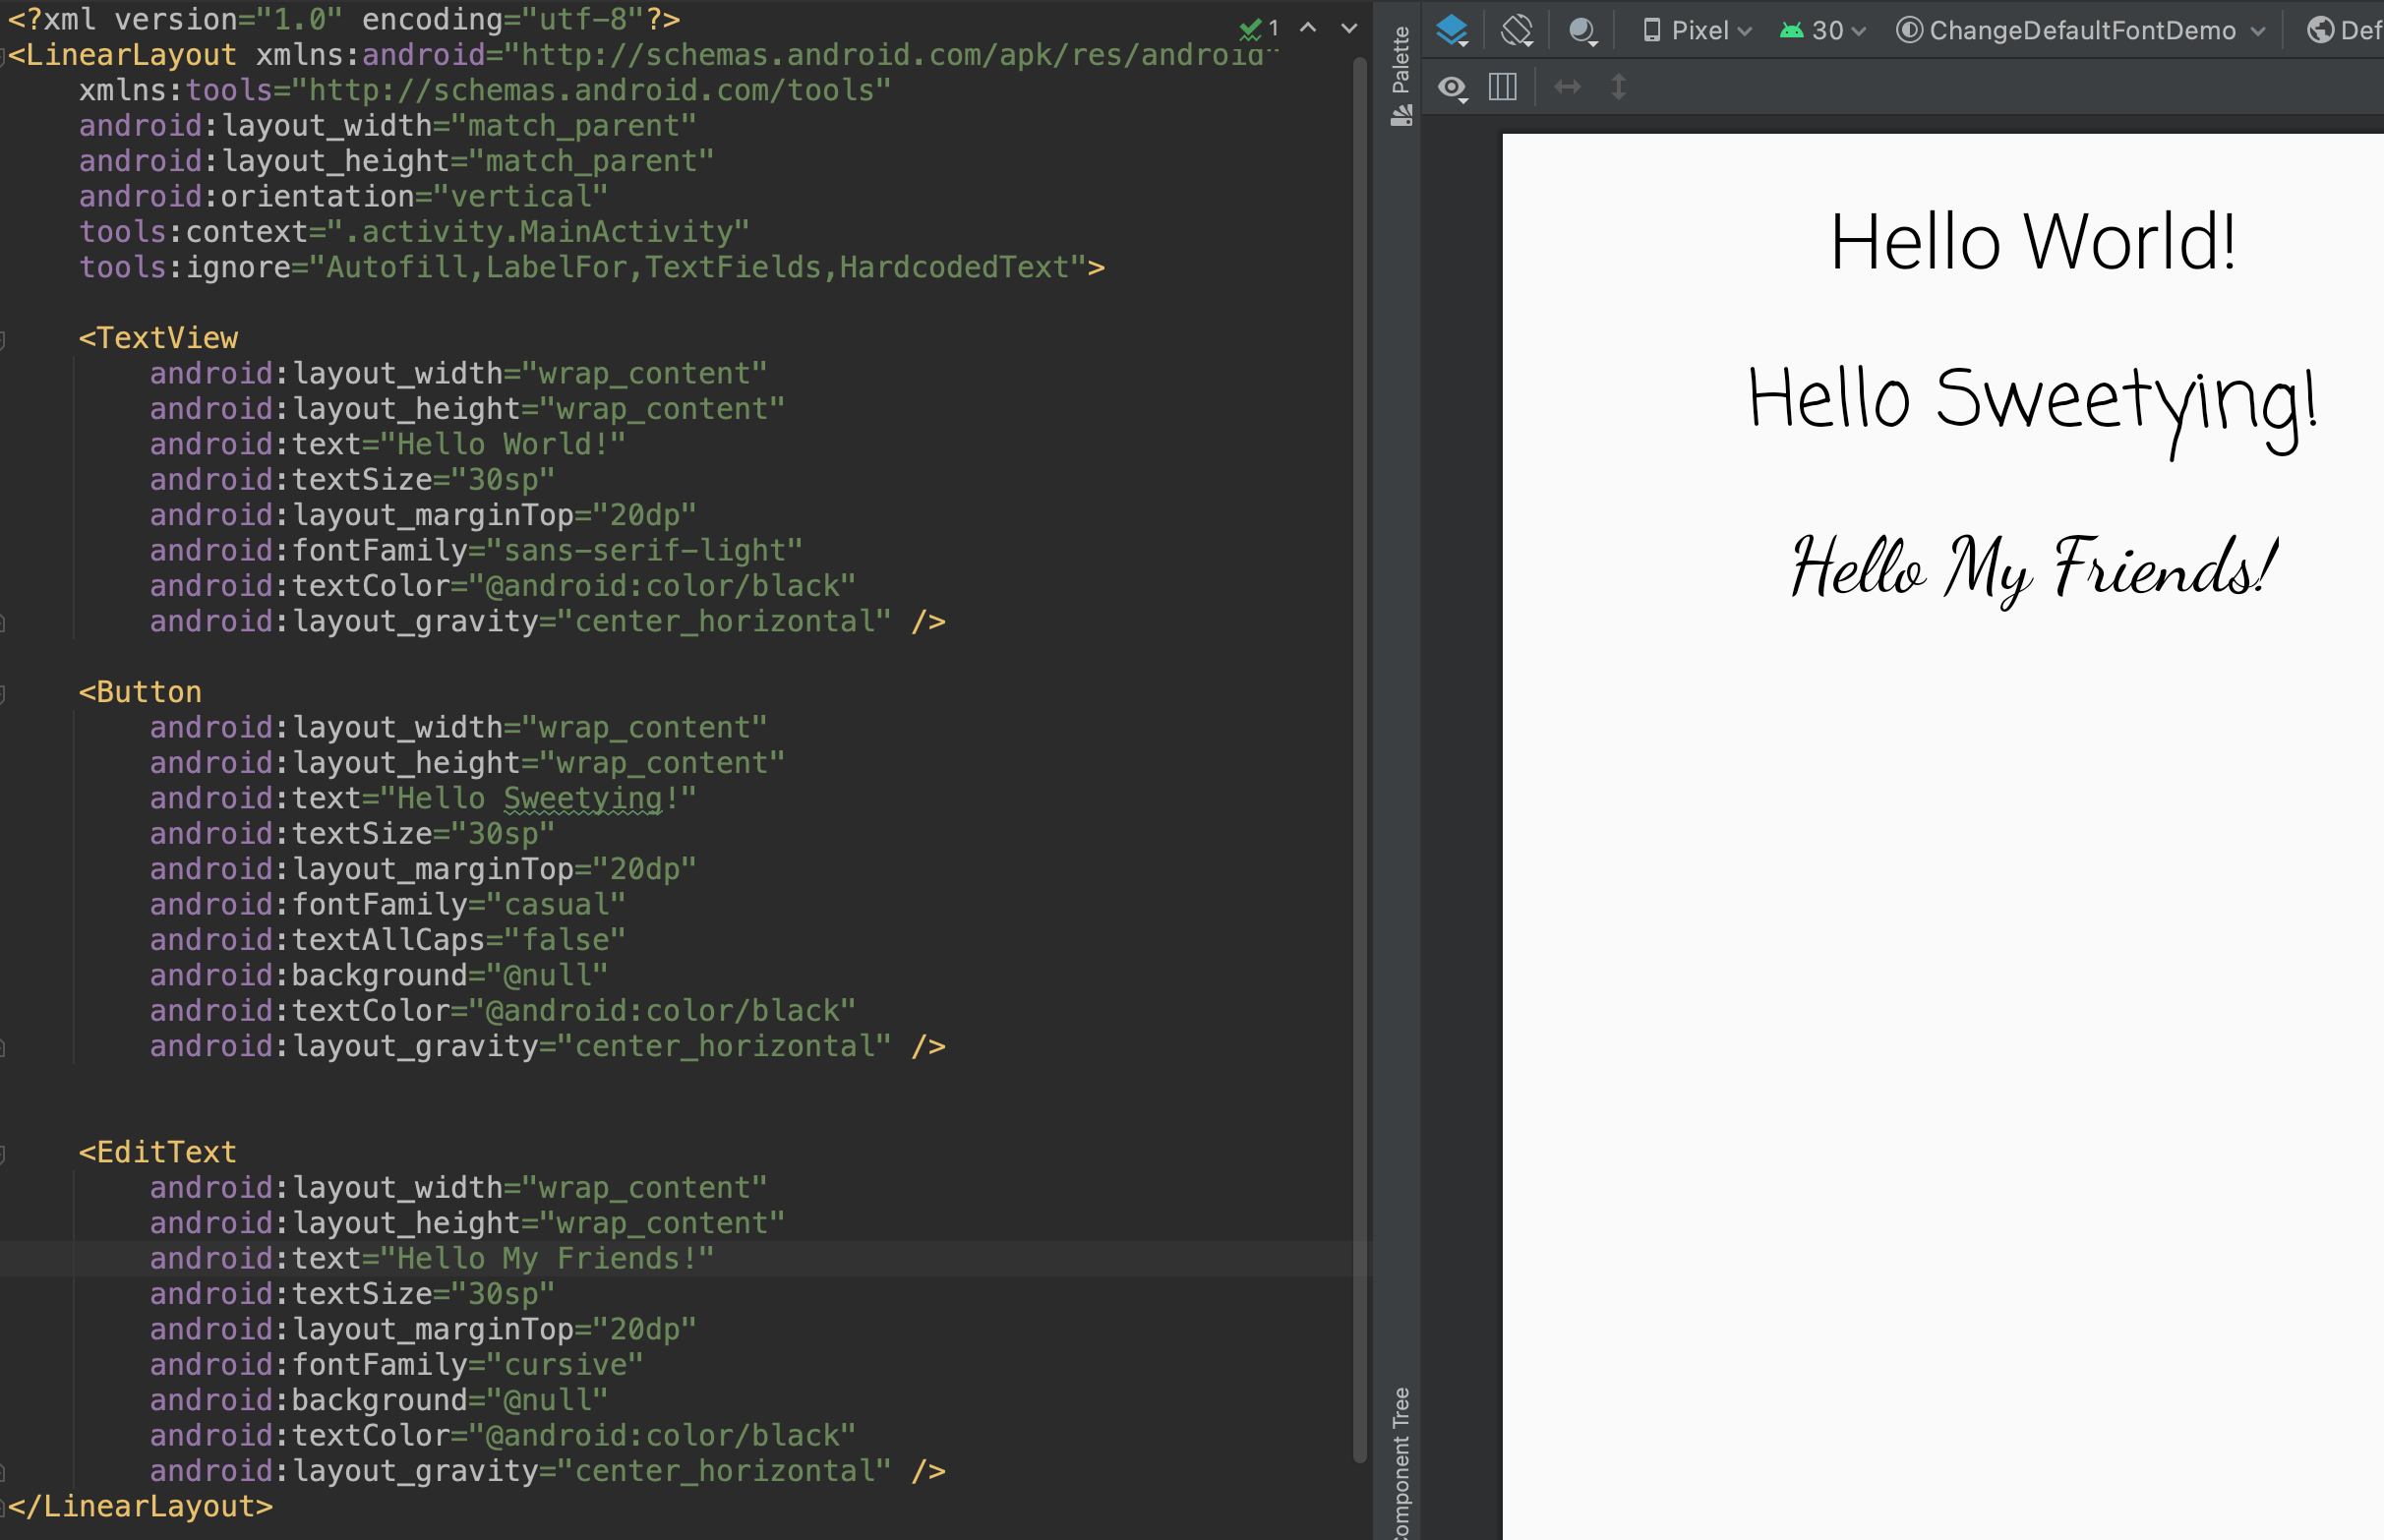 <?xml version="1.0" encoding="utf-8"?>
<LinearLayout xmlns:android="http://schemas.android.com/apk/res/android"
    xmlns:tools="http://schemas.android.com/tools"
    android:layout_width="match_parent"
    android:layout_height="match_parent"
    android:orientation="vertical"
    tools:context=".activity.MainActivity"
    tools:ignore="Autofill,LabelFor,TextFields,HardcodedText">
    <TextView
        android:layout_width="wrap_content"
        android:layout_height="wrap_content"
        android:text="Hello World!"
        android:textSize="30sp"
        android:layout_marginTop="20dp"
        android:fontFamily="sans-serif-light"
        android:textColor="@android:color/black"
        android:layout_gravity="center_horizontal" />
    <Button
        android:layout_width="wrap_content"
        android:layout_height="wrap_content"
        android:text="Hello Sweetying!"
        android:textSize="30sp"
        android:layout_marginTop="20dp"
        android:fontFamily="casual"
        android:textAllCaps="false"
        android:background="@null"
        android:textColor="@android:color/black"
        android:layout_gravity="center_horizontal" />
    <EditText
        android:layout_width="wrap_content"
        android:layout_height="wrap_content"
        android:text="Hello My Friends!"
        android:textSize="30sp"
        android:layout_marginTop="20dp"
        android:fontFamily="cursive"
        android:background="@null"
        android:textColor="@android:color/black"
        android:layout_gravity="center_horizontal" />
</LinearLayout>
1
Palette
omponent Tree
Pixel 30 ChangeDefaultFontDemo Def
Hello World!
Hello Sweetying!
Hello My Friends!